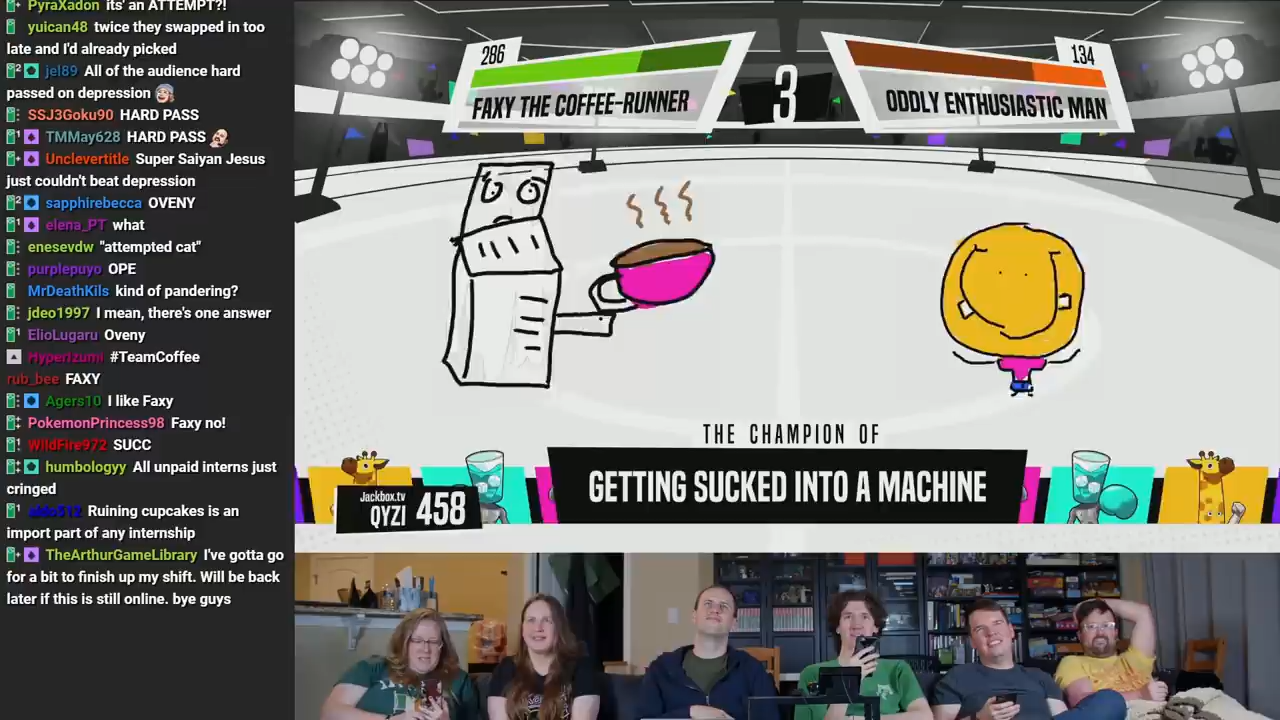 PyraXadon its' an ATTEMPT?!
yuican48 twice they swapped in too
late and I'd already picked
jel89 All of the audience hard
passed on depression
SSJ3Goku90 HARD PASS
TMMay628 HARD PASS
Unclevertitle Super Saiyan Jesus
just couldn't beat depression
sapphirebecca OVENY
elena_PT what
enesevdw "attempted cat"
purplepuyo OPE
MrDeathKils kind of pandering?
jdeo1997 I mean, there's one answer
ElioLugaru Oveny
HyperIzumi #TeamCoffee
rub_bee FAXY
Agers10 I like Faxy
PokemonPrincess98 Faxy no!
WildFire972 SUCC
humbologyy All unpaid interns just
cringed
Ruining cupcakes is an
import part of any internship
TheArthurGameLibrary I've gotta go
for a bit to finish up my shift. Will be back
later if this is still online. bye guys
286
FAXY THE COFFEE-RUNNER
3
134
ODDLY ENTHUSIASTIC MAN
THE CHAMPION OF
GETTING SUCKED INTO A MACHINE
Jackbox.tv
QYZI 458